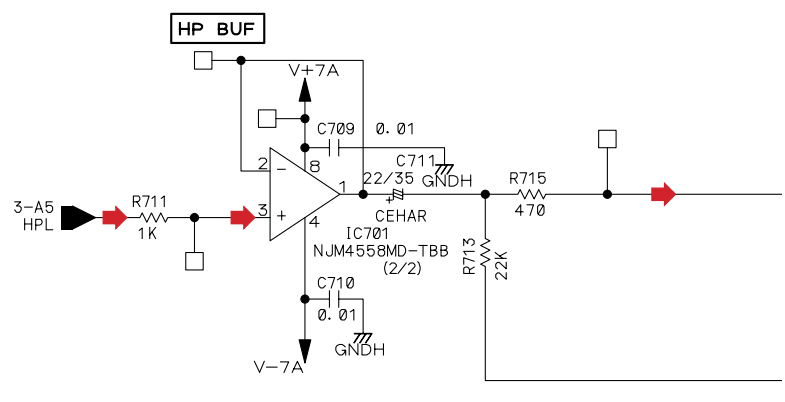 HP BUF
V+7A
C709 0.01
2
−
8
C711
22/35 GNDH
R715
1
470
+
CEHAR
3-A5
HPL
R711
1K
3
+
4
IC701
NJM4558MD-TBB
(2/2)
R713
22K
C710
0.01
GNDH
V-7A